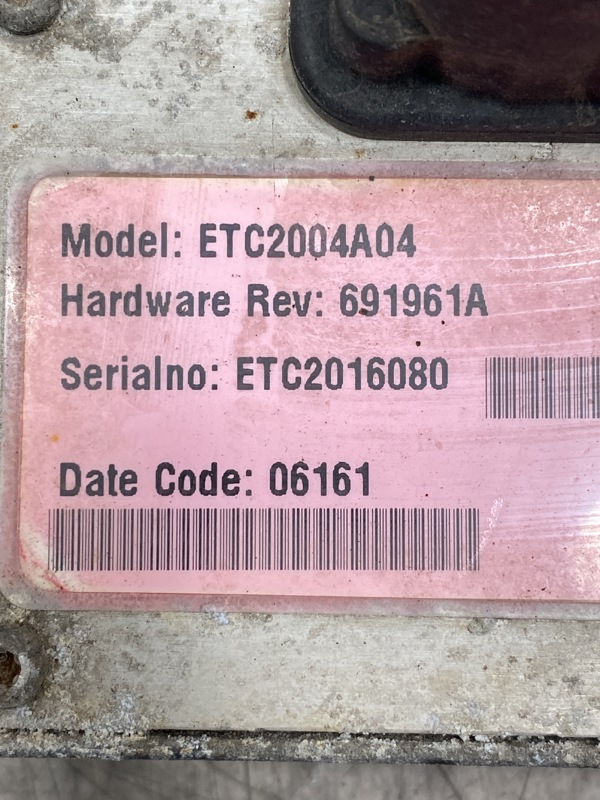 Model: ETC2004A04
Hardware Rev: 691961A
Serialno: ETC2016080
Date Code: 06161